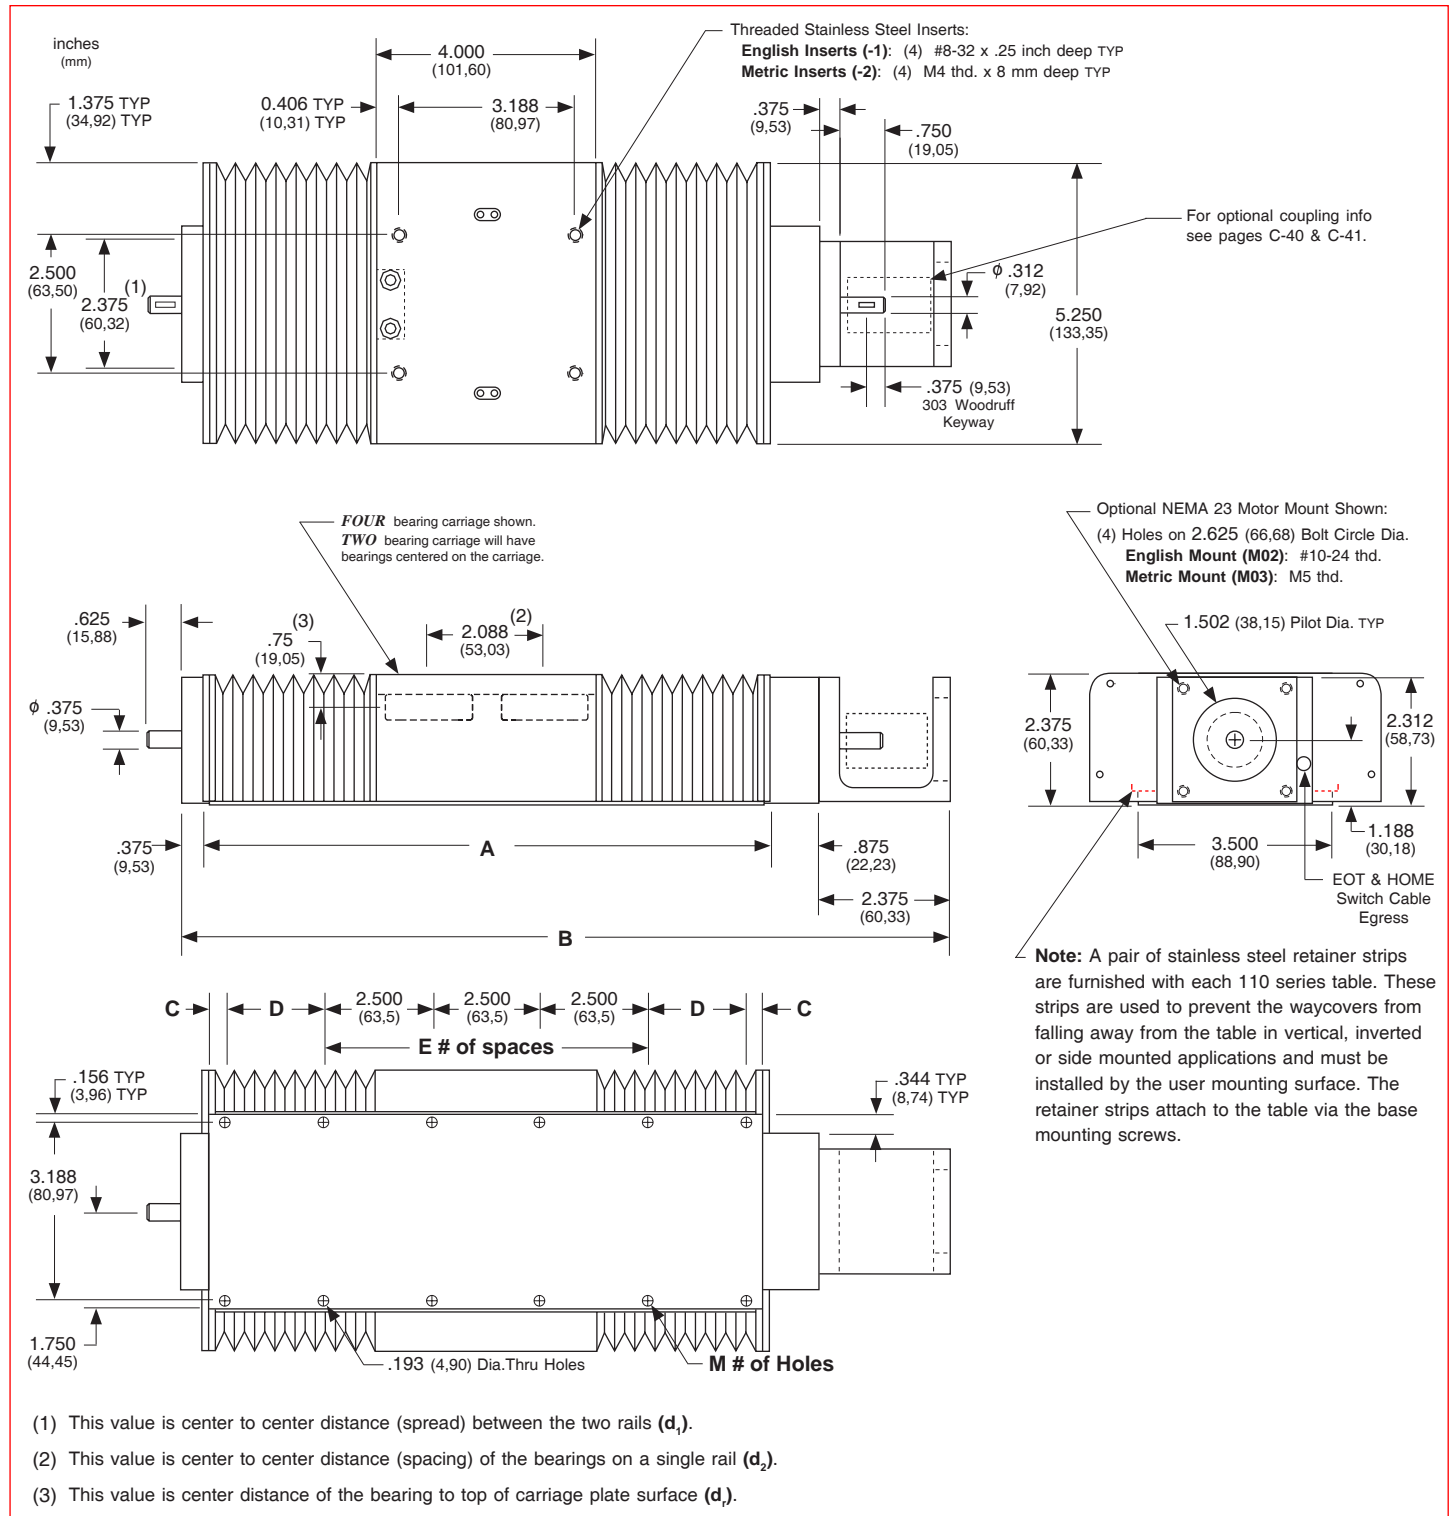 inches
(mm)
4.000
(101,60)
Threaded Stainless Steel Inserts:
English Inserts (-1): (4) #8-32 x .25 inch deep TYP
Metric Inserts (-2): (4) M4 thd. x 8 mm deep TYP
1.375 TYP
(34,92) TYP
0.406 TYP
(10,31) TYP
3.188
(80,97)
.375
(9,53)
.750
(19,05)
For optional coupling info
see pages C-40 & C-41.
2.500
(63,50)
(1)
2.375
(60,32)
ϕ .312
(7,92)
5.250
(133,35)
.375 (9,53)
303 Woodruff
Keyway
FOUR bearing carriage shown.
TWO bearing carriage will have
bearings centered on the carriage.
Optional NEMA 23 Motor Mount Shown:
(4) Holes on 2.625 (66,68) Bolt Circle Dia.
English Mount (M02): #10-24 thd.
Metric Mount (M03): M5 thd.
1.502 (38,15) Pilot Dia. TYP
.625
(15,88)
(3)
.75
(19,05)
(2)
2.088
(53,03)
ϕ .375
(9,53)
2.375
(60,33)
2.312
(58,73)
.375
(9,53)
A
.875
(22,23)
3.500
(88,90)
1.188
(30,18)
2.375
(60,33)
EOT & HOME
Switch Cable
Egress
B
Note: A pair of stainless steel retainer strips
are furnished with each 110 series table. These
strips are used to prevent the waycovers from
falling away from the table in vertical, inverted
or side mounted applications and must be
installed by the user mounting surface. The
retainer strips attach to the table via the base
mounting screws.
C
D
2.500
(63,5)
2.500
(63,5)
2.500
(63,5)
D
C
E # of spaces
.156 TYP
(3,96) TYP
.344 TYP
(8,74) TYP
3.188
(80,97)
1.750
(44,45)
.193 (4,90) Dia.Thru Holes
M # of Holes
(1) This value is center to center distance (spread) between the two rails (d₁).
(2) This value is center to center distance (spacing) of the bearings on a single rail (d₂).
(3) This value is center distance of the bearing to top of carriage plate surface (dᵣ).